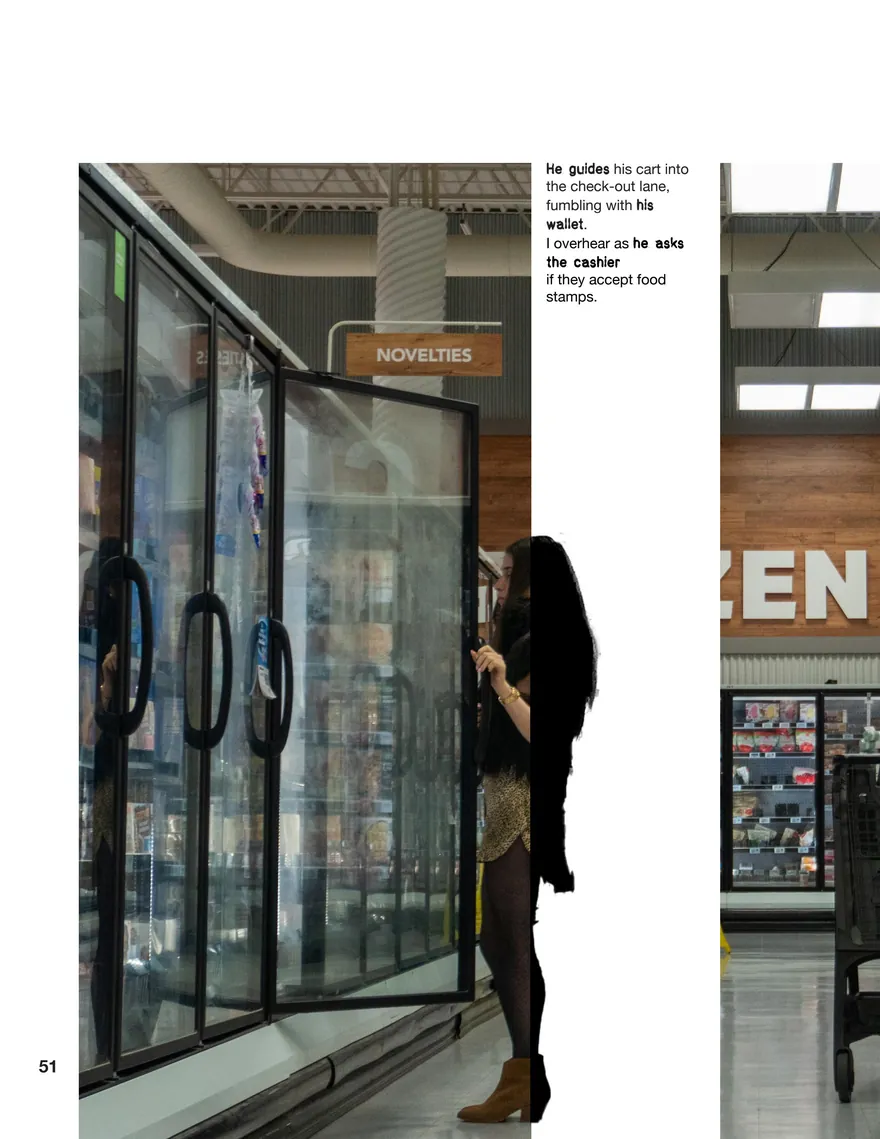 He guides his cart into
the check-out lane,
fumbling with his
wallet.
I overhear as he asks
the cashier
if they accept food
stamps.
NOVELTIES
ZEN
51